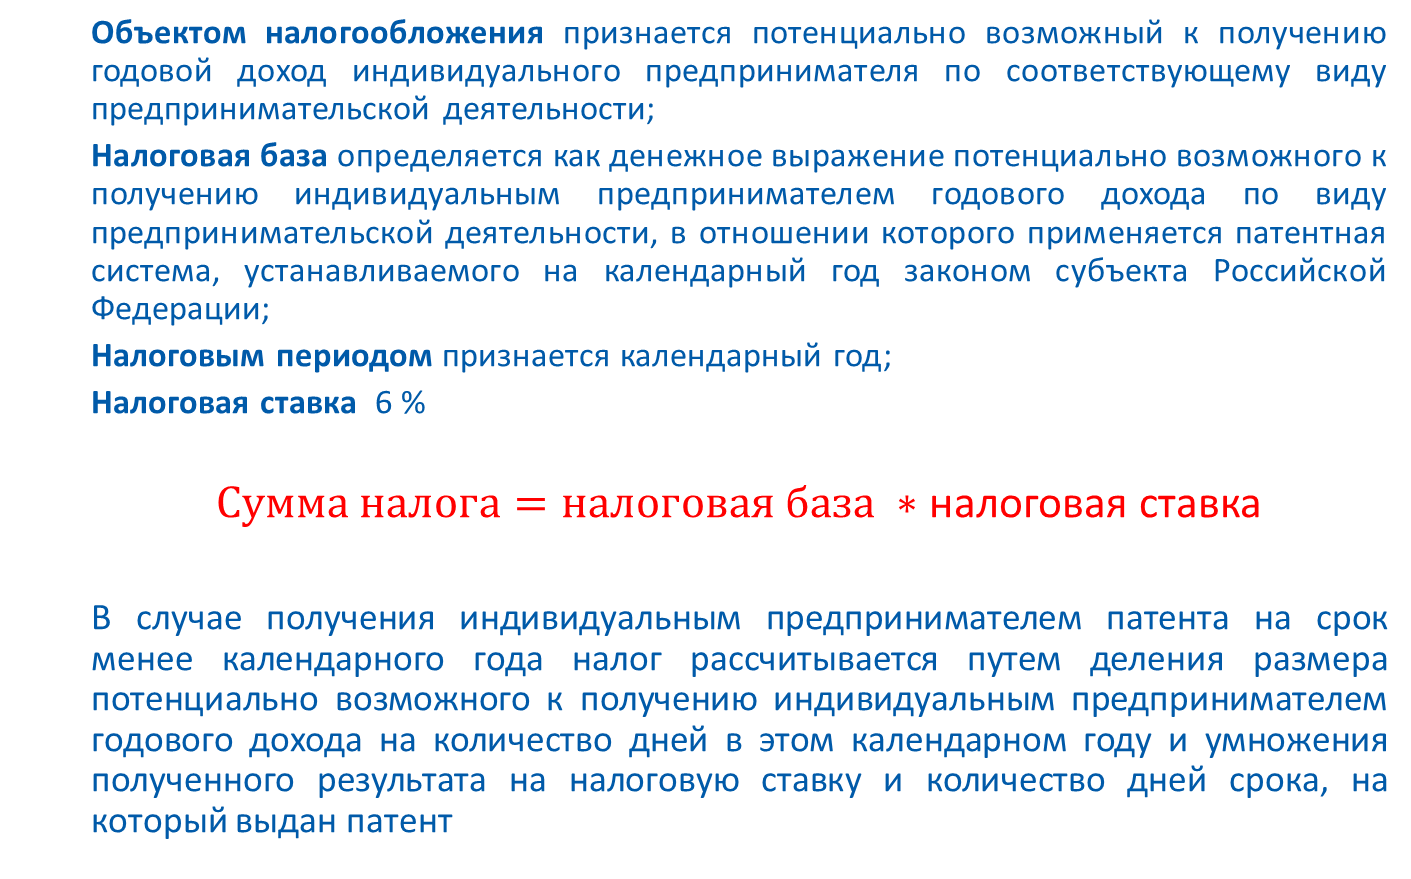 Объектом налогообложения признается потенциально возможный к получению
годовой доход индивидуального предпринимателя по соответствующему виду
предпринимательской деятельности;
Налоговая база определяется как денежное выражение потенциально возможного к
получению индивидуальным предпринимателем годового дохода по виду
предпринимательской деятельности, в отношении которого применяется патентная
система, устанавливаемого на календарный год законом субъекта Российской
Федерации;
Налоговым периодом признается календарный год;
Налоговая ставка 6 %
Сумма налога = налоговая база ∗ налоговая ставка
В случае получения индивидуальным предпринимателем патента на срок
менее календарного года налог рассчитывается путем деления размера
потенциально возможного к получению индивидуальным предпринимателем
годового дохода на количество дней в этом календарном году и умножения
полученного результата на налоговую ставку и количество дней срока, на
который выдан патент